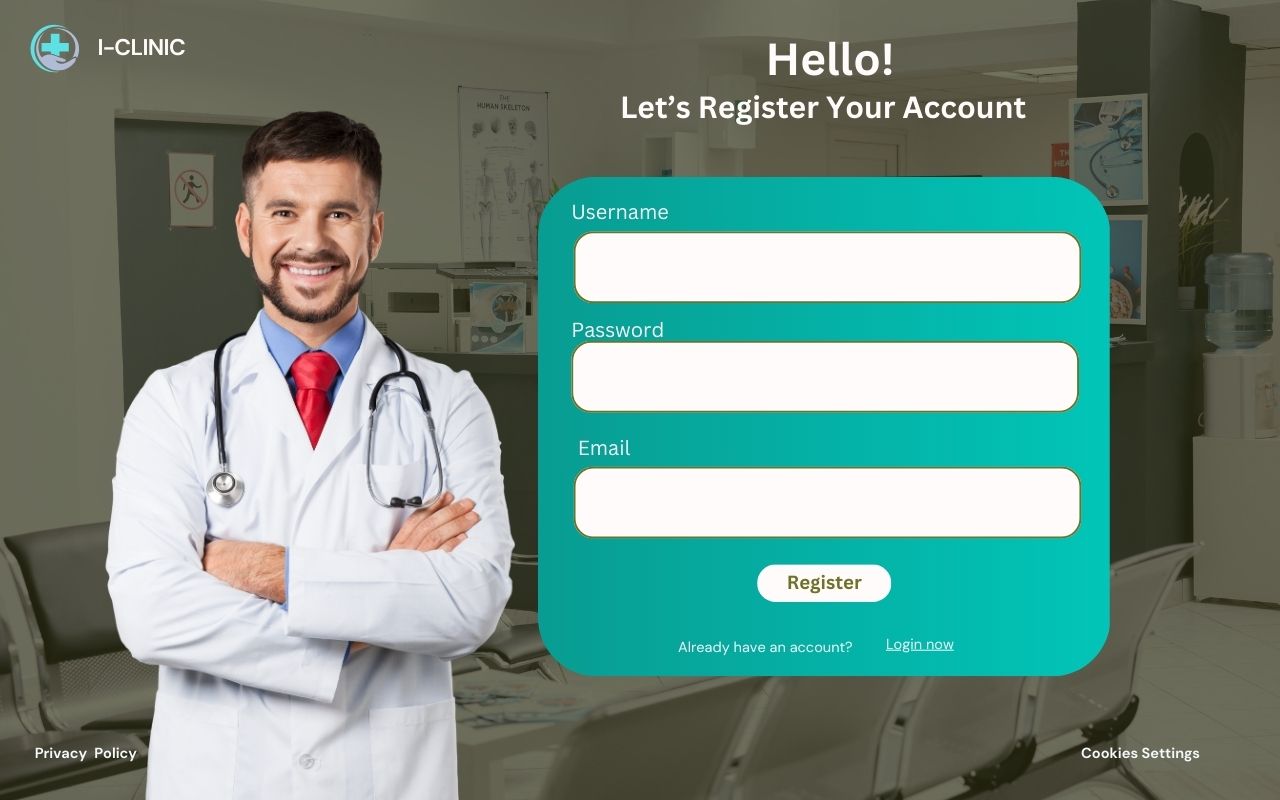 I-CLINIC
Hello!
Let’s Register Your Account
THE
HUMAN SKELETON
Username
Password
Email
Register
Already have an account? Login now
Privacy Policy
Cookies Settings